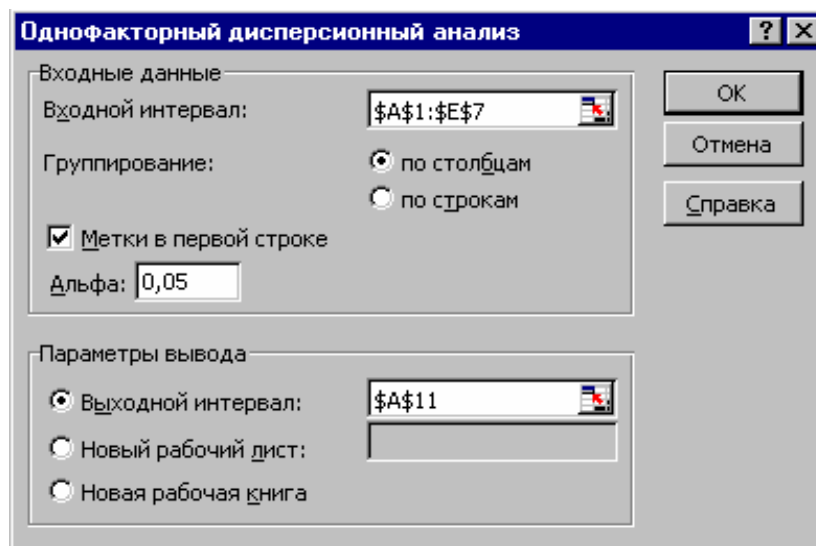 Однофакторный дисперсионный анализ
Входные данные
Входной интервал: $A$1:$E$7
Группирование: по столбцам
по строкам
Метки в первой строке
Альфа: 0,05
OK
Отмена
Справка
Параметры вывода
Выходной интервал: $A$11
Новый рабочий лист:
Новая рабочая книга